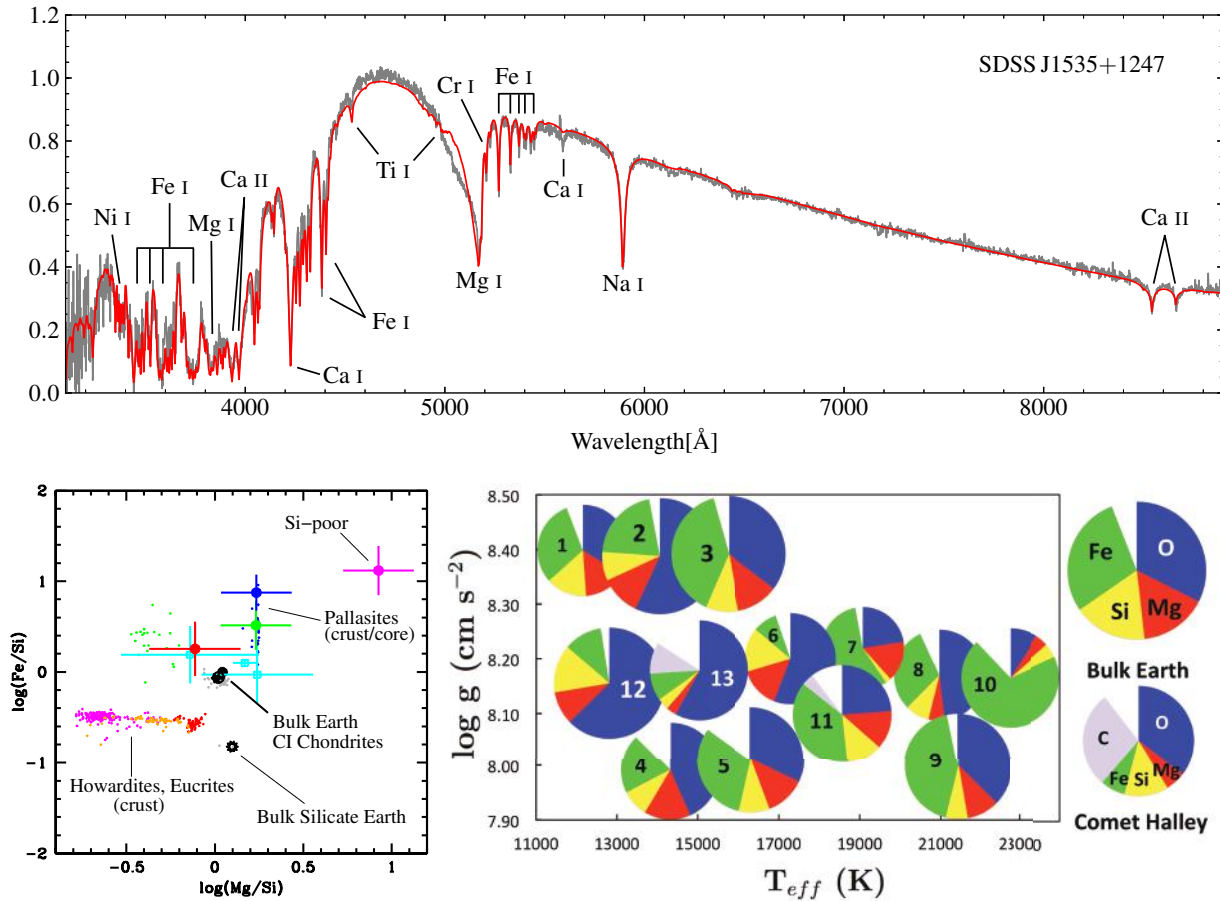 SDSS J1535+1247
1.2
1.0
0.8
0.6
0.4
0.2
0.0
Ni I
Fe I
Mg I
Ca II
Ca I
Fe I
Ti I
Cr I
Mg I
Fe I
Ca I
Na I
Ca II
4000 5000 6000 7000 8000
Wavelength[Å]
log(Fe/Si)
2
1
0
−1
−2
Si−poor
Pallasites
(crust/core)
Bulk Earth
CI Chondrites
Howardites, Eucrites
(crust)
Bulk Silicate Earth
−0.5 0 0.5 1
log(Mg/Si)
log g (cm s⁻²)
8.50
8.40
8.30
8.20
8.10
8.00
7.90
1
2
3
6
7
12
13
8
10
11
4
5
9
11000 13000 15000 17000 19000 21000 23000
T_eff (K)
Fe
O
Si
Mg
Bulk Earth
C
O
Fe
Si
Mg
Comet Halley